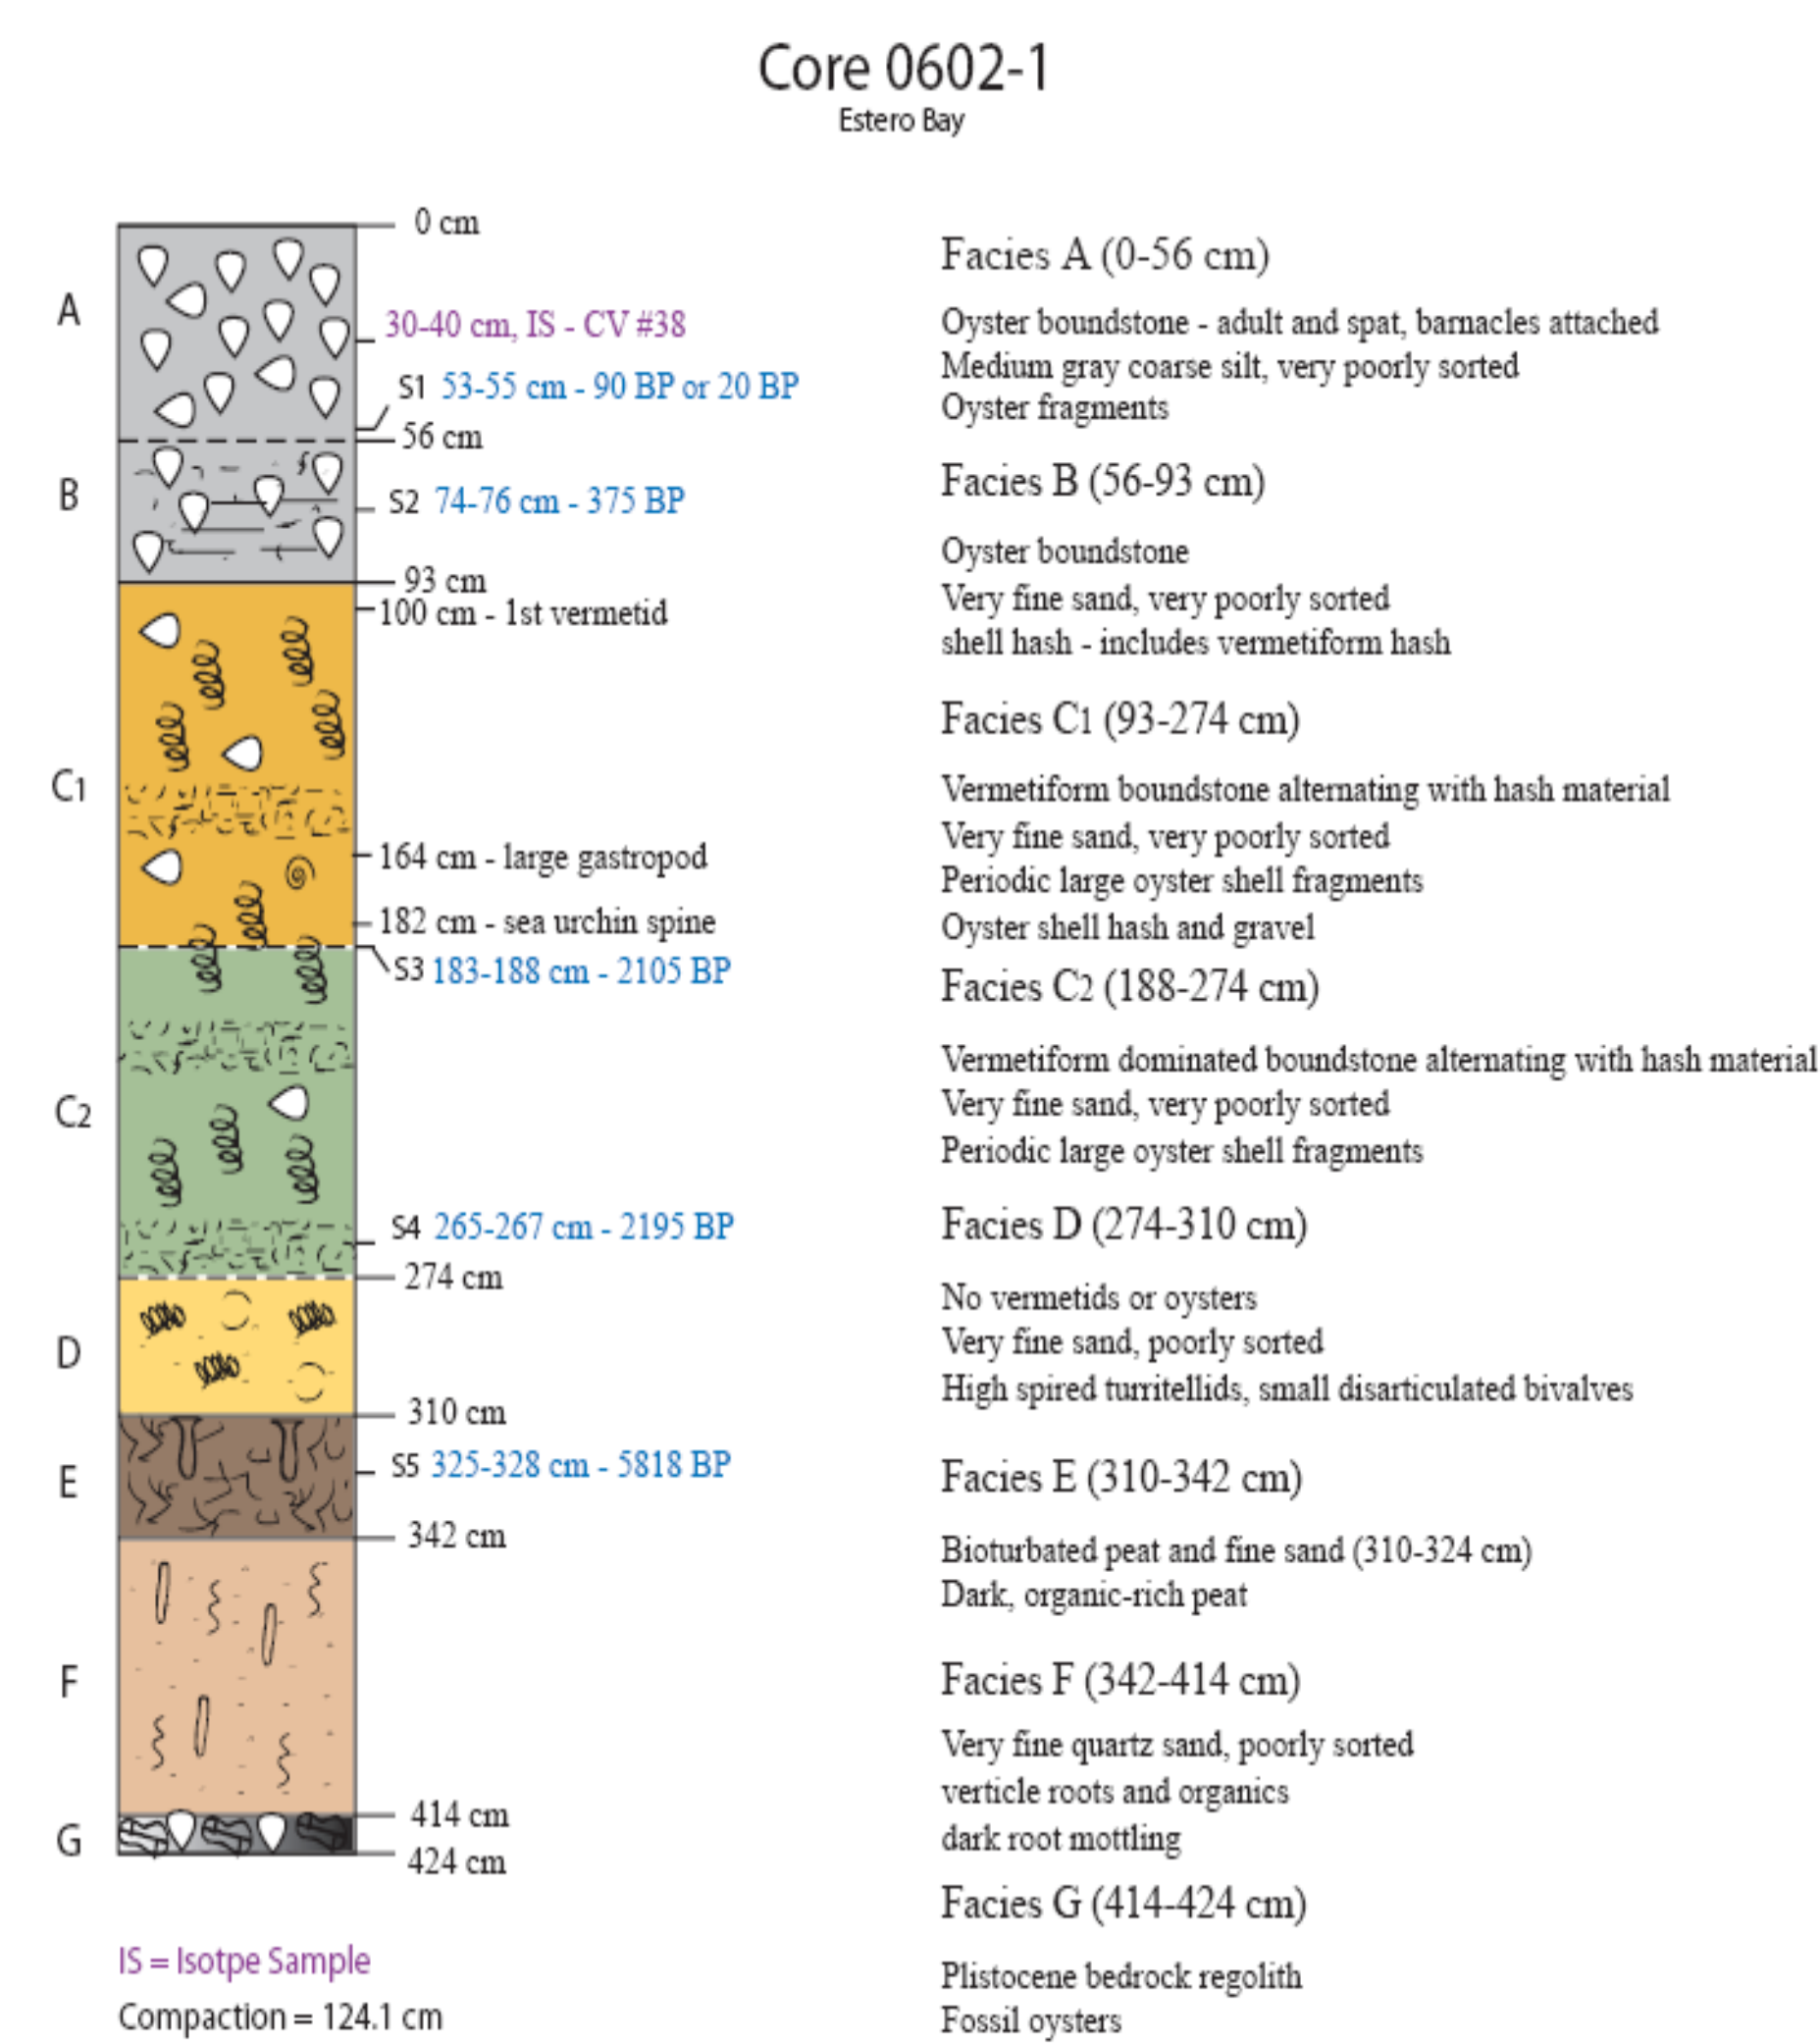 Core 0602-1
Estero Bay
0 cm
A
30-40 cm, IS - CV #38
S1 53-55 cm - 90 BP or 20 BP
56 cm
B
S2 74-76 cm - 375 BP
93 cm
100 cm - 1st vermetid
C1
164 cm - large gastropod
182 cm - sea urchin spine
S3 183-188 cm - 2105 BP
C2
S4 265-267 cm - 2195 BP
274 cm
D
310 cm
S5 325-328 cm - 5818 BP
E
342 cm
F
414 cm
G
424 cm
IS = Isotpe Sample
Compaction = 124.1 cm
Facies A (0-56 cm)
Oyster boundstone - adult and spat, barnacles attached
Medium gray coarse silt, very poorly sorted
Oyster fragments
Facies B (56-93 cm)
Oyster boundstone
Very fine sand, very poorly sorted
shell hash - includes vermetiform hash
Facies C1 (93-274 cm)
Vermetiform boundstone alternating with hash material
Very fine sand, very poorly sorted
Periodic large oyster shell fragments
Oyster shell hash and gravel
Facies C2 (188-274 cm)
Vermetiform dominated boundstone alternating with hash material
Very fine sand, very poorly sorted
Periodic large oyster shell fragments
Facies D (274-310 cm)
No vermetids or oysters
Very fine sand, poorly sorted
High spired turritellids, small disarticulated bivalves
Facies E (310-342 cm)
Bioturbated peat and fine sand (310-324 cm)
Dark, organic-rich peat
Facies F (342-414 cm)
Very fine quartz sand, poorly sorted
verticle roots and organics
dark root mottling
Facies G (414-424 cm)
Plistocene bedrock regolith
Fossil oysters